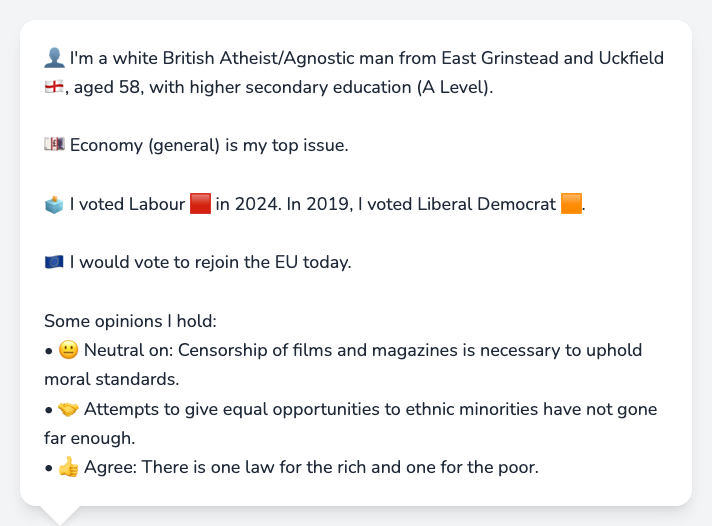 👤 I'm a white British Atheist/Agnostic man from East Grinstead and Uckfield
🏴󠁧󠁢󠁥󠁮󠁧󠁿, aged 58, with higher secondary education (A Level).
💷 Economy (general) is my top issue.
🗳️ I voted Labour 🟥 in 2024. In 2019, I voted Liberal Democrat 🟧.
🇪🇺 I would vote to rejoin the EU today.
Some opinions I hold:
• 😐 Neutral on: Censorship of films and magazines is necessary to uphold
moral standards.
• 🤝 Attempts to give equal opportunities to ethnic minorities have not gone
far enough.
• 👍 Agree: There is one law for the rich and one for the poor.